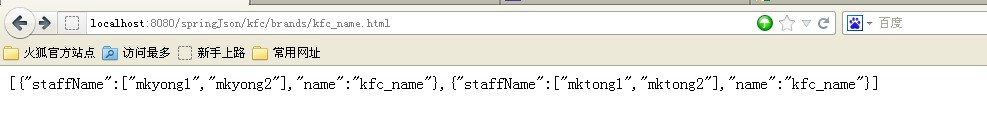 localhost:8080/springJson/kfc/brands/kfc_name.html
百度
火狐官方站点 访问最多 新手上路 常用网址
[{"staffName":["mkyong1","mkyong2"],"name":"kfc_name"},{"staffName":["mktong1","mktong2"],"name":"kfc_name"}]